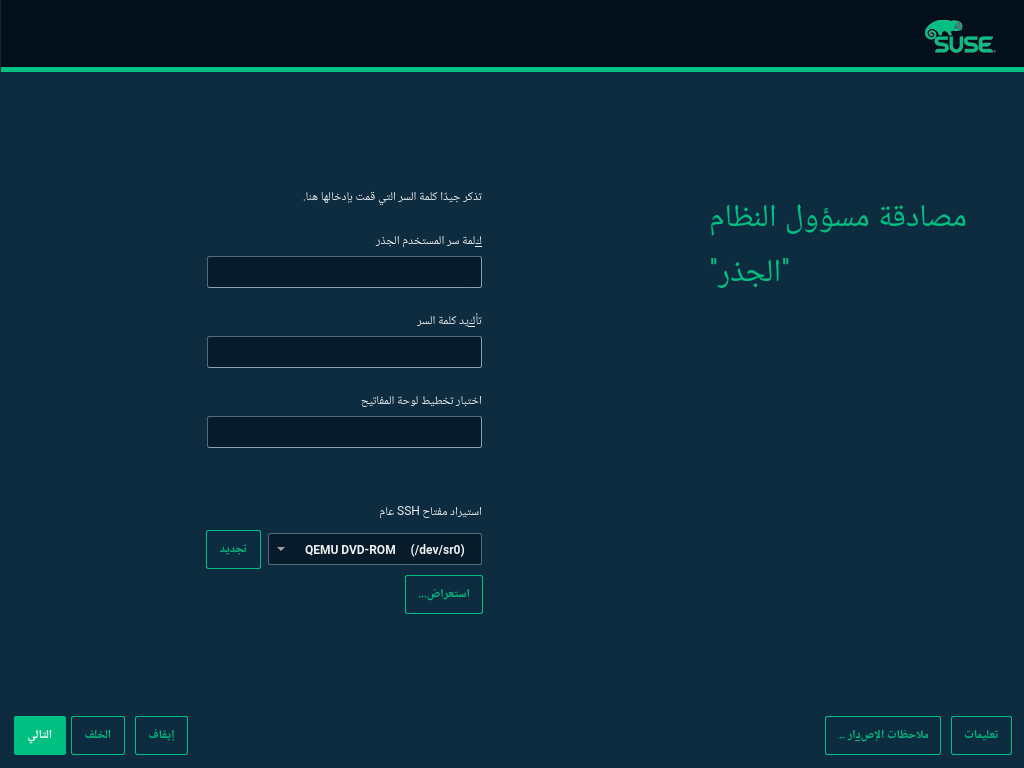 SUSE
مصادقة مسؤول النظام
"الجذر"
تذكر جيدًا كلمة السر التي قمت بإدخالها هنا.
كلمة سر المستخدم الجذر
تأكيد كلمة السر
اختبار تخطيط لوحة المفاتيح
استيراد مفتاح SSH عام
QEMU DVD-ROM (/dev/sr0)
تجديد
استعراض...
تعليمات
ملاحظات الإصدار ...
إيقاف
الخلف
التالي